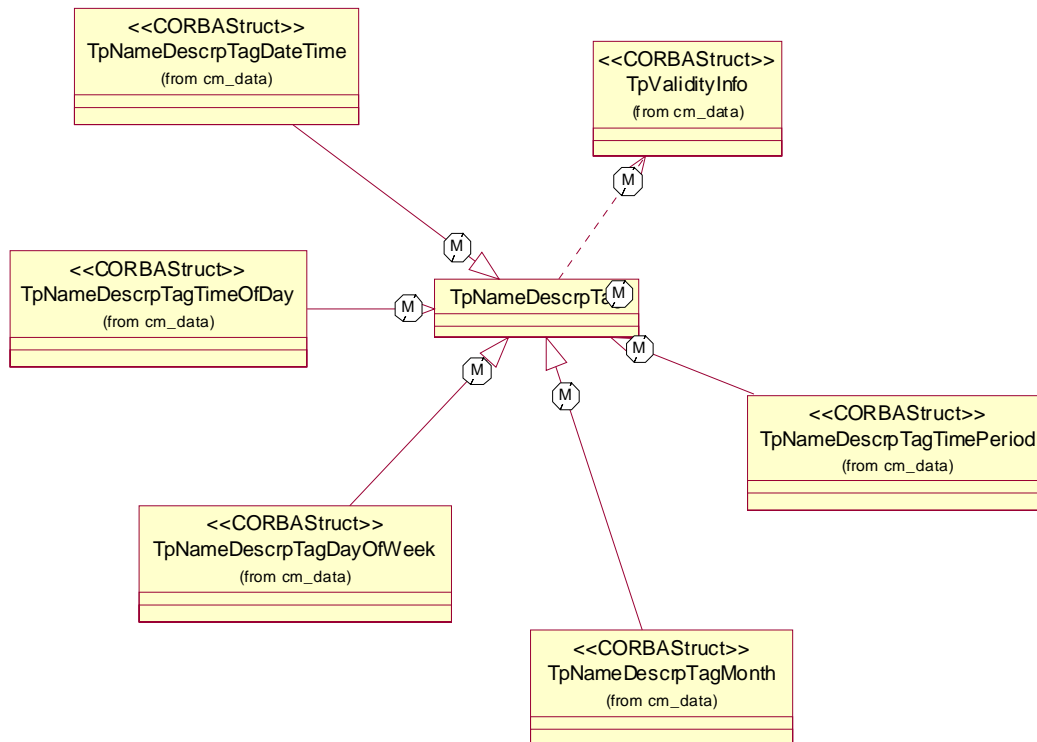 <<CORBAStruct>>
TpNameDescrpTagDateTime
(from cm_data)
<<CORBAStruct>>
TpValidityInfo
(from cm_data)
M
M
<<CORBAStruct>>
TpNameDescrpTagTimeOfDay
(from cm_data)
M
TpNameDescrpTa
M
M
M
M
<<CORBAStruct>>
TpNameDescrpTagTimePeriod
(from cm_data)
<<CORBAStruct>>
TpNameDescrpTagDayOfWeek
(from cm_data)
<<CORBAStruct>>
TpNameDescrpTagMonth
(from cm_data)